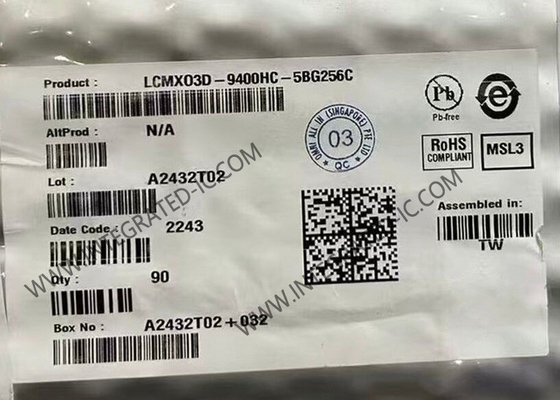 Product : LCMXO3D-9400HC-5BG256C
Pb
Pb-free
e
AltProd : N/A
OMNI ALL IN (SINGAPORE) PTE LTD
03
QC
RoHS
COMPLIANT
MSL3
Lot : A2432T02
Assembled in:
TW
Date Code : 2243
Qty : 90
Box No : A2432T02+032
WWW.INTEGRATED-IC.COM
WWW.INTEGRATED-IC.COM